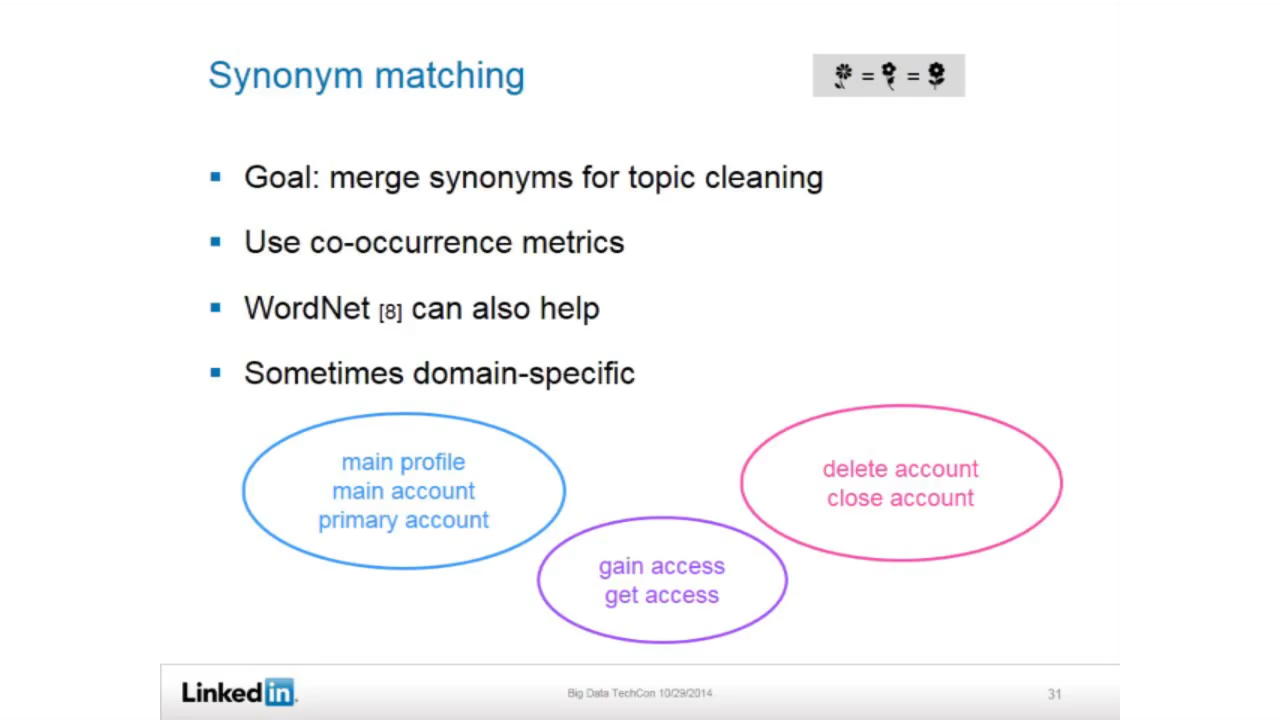 Synonym matching
= =
Goal: merge synonyms for topic cleaning
Use co-occurrence metrics
WordNet [8] can also help
Sometimes domain-specific
main profile
main account
primary account
delete account
close account
gain access
get access
Linked in
Big Data TechCon 10/29/2014
31